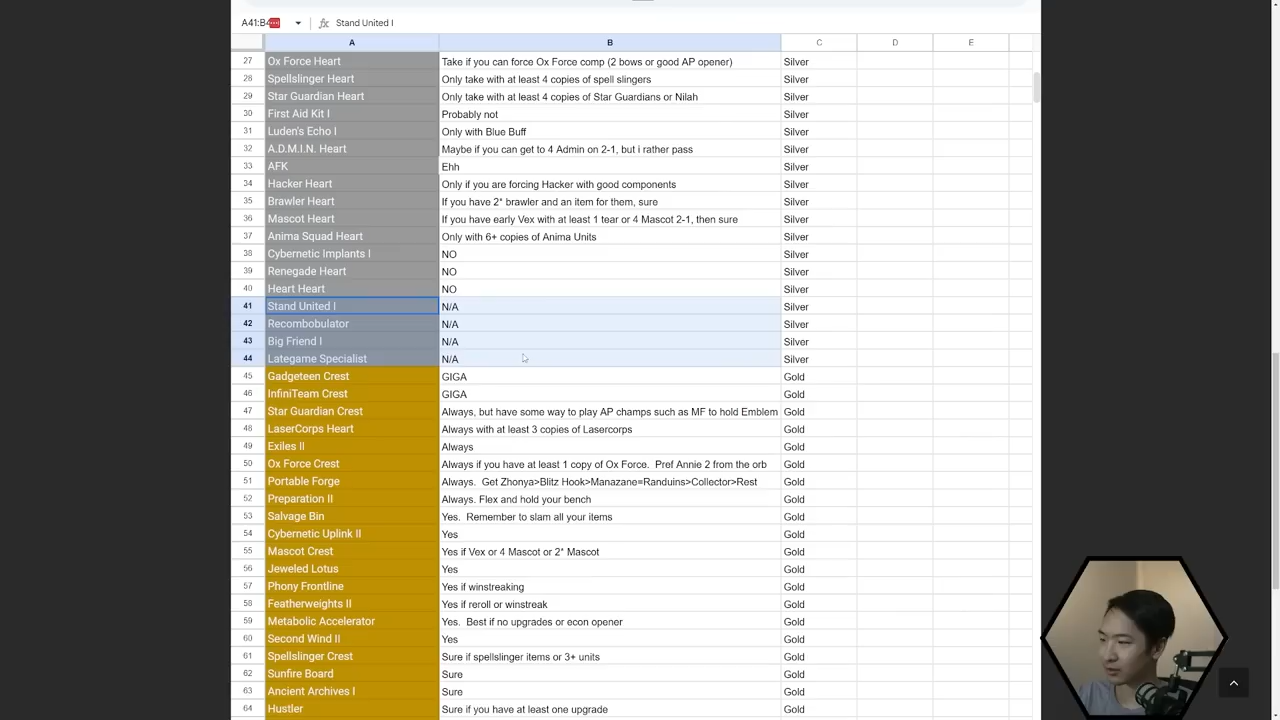 A41:B4 Stand United I
A B C D E
27 Ox Force Heart Take if you can force Ox Force comp (2 bows or good AP opener) Silver
28 Spellslinger Heart Only take with at least 4 copies of spell slingers Silver
29 Star Guardian Heart Only take with at least 4 copies of Star Guardians or Nilah Silver
30 First Aid Kit I Probably not Silver
31 Luden's Echo I Only with Blue Buff Silver
32 A.D.M.I.N. Heart Maybe if you can get to 4 Admin on 2-1, but i rather pass Silver
33 AFK Ehh Silver
34 Hacker Heart Only if you are forcing Hacker with good components Silver
35 Brawler Heart If you have 2* brawler and an item for them, sure Silver
36 Mascot Heart If you have early Vex with at least 1 tear or 4 Mascot 2-1, then sure Silver
37 Anima Squad Heart Only with 6+ copies of Anima Units Silver
38 Cybernetic Implants I NO Silver
39 Renegade Heart NO Silver
40 Heart Heart NO Silver
41 Stand United I N/A Silver
42 Recombobulator N/A Silver
43 Big Friend I N/A Silver
44 Lategame Specialist N/A Silver
45 Gadgeteen Crest GIGA Gold
46 InfiniTeam Crest GIGA Gold
47 Star Guardian Crest Always, but have some way to play AP champs such as MF to hold Emblem Gold
48 LaserCorps Heart Always with at least 3 copies of Lasercorps Gold
49 Exiles II Always Gold
50 Ox Force Crest Always if you have at least 1 copy of Ox Force. Pref Annie 2 from the orb Gold
51 Portable Forge Always. Get Zhonya>Blitz Hook>Manazane=Randuins>Collector>Rest Gold
52 Preparation II Always. Flex and hold your bench Gold
53 Salvage Bin Yes. Remember to slam all your items Gold
54 Cybernetic Uplink II Yes Gold
55 Mascot Crest Yes if Vex or 4 Mascot or 2* Mascot Gold
56 Jeweled Lotus Yes Gold
57 Phony Frontline Yes if winstreaking Gold
58 Featherweights II Yes if reroll or winstreak Gold
59 Metabolic Accelerator Yes. Best if no upgrades or econ opener Gold
60 Second Wind II Yes Gold
61 Spellslinger Crest Sure if spellslinger items or 3+ units Gold
62 Sunfire Board Sure Gold
63 Ancient Archives I Sure Gold
64 Hustler Sure if you have at least one upgrade Gold